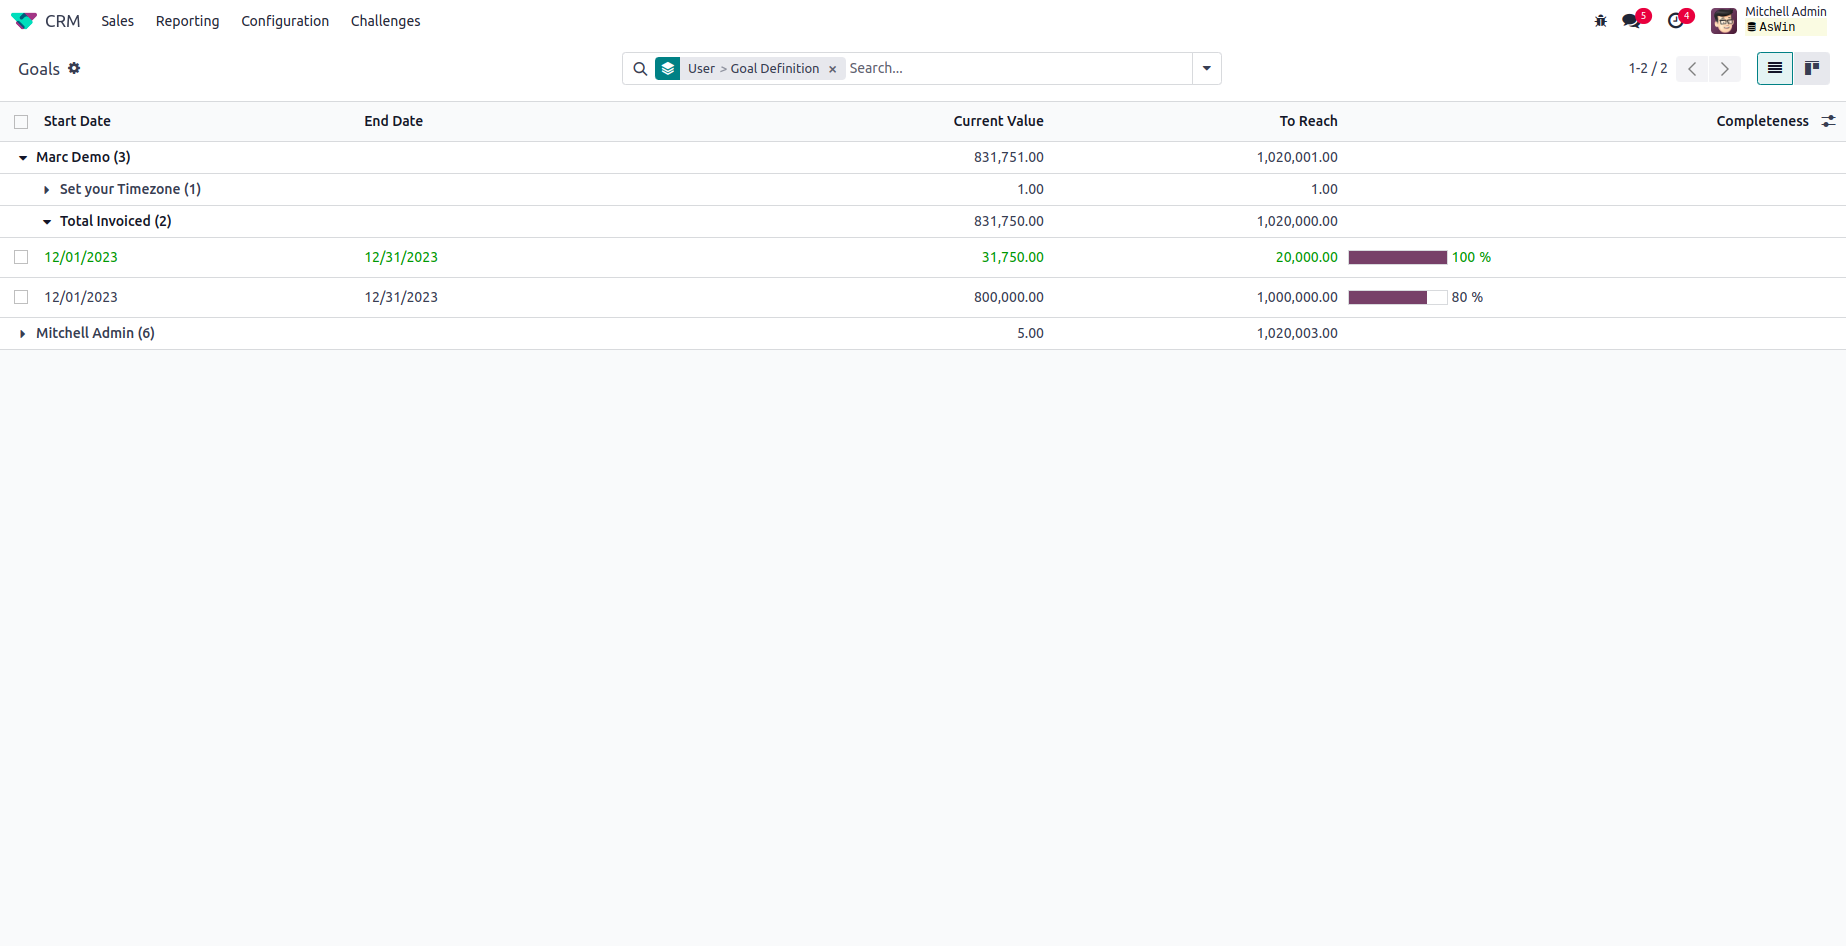 CRM Sales Reporting Configuration Challenges 5 4 Mitchell Admin
AsWin
Goals User > Goal Definition × Search... 1-2 / 2
Start Date End Date Current Value To Reach Completeness
Marc Demo (3) 831,751.00 1,020,001.00
Set your Timezone (1) 1.00 1.00
Total Invoiced (2) 831,750.00 1,020,000.00
12/01/2023 12/31/2023 31,750.00 20,000.00 100 %
12/01/2023 12/31/2023 800,000.00 1,000,000.00 80 %
Mitchell Admin (6) 5.00 1,020,003.00